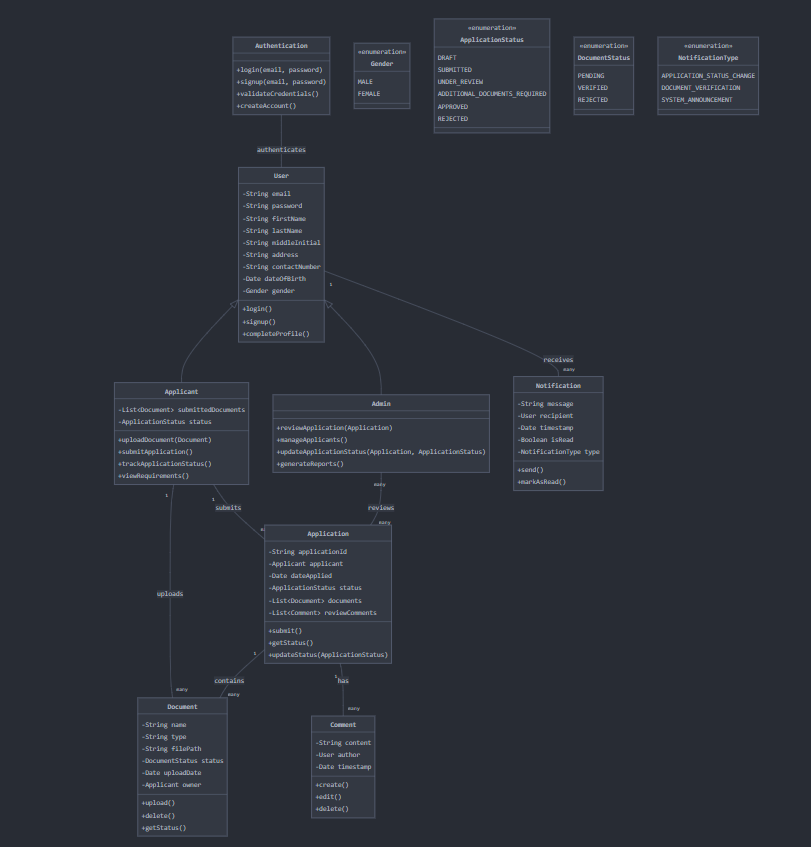 Authentication
+login(email, password)
+signup(email, password)
+validateCredentials()
+createAccount()
«enumeration»
Gender
MALE
FEMALE
«enumeration»
ApplicationStatus
DRAFT
SUBMITTED
UNDER_REVIEW
ADDITIONAL_DOCUMENTS_REQUIRED
APPROVED
REJECTED
«enumeration»
DocumentStatus
PENDING
VERIFIED
REJECTED
«enumeration»
NotificationType
APPLICATION_STATUS_CHANGE
DOCUMENT_VERIFICATION
SYSTEM_ANNOUNCEMENT
authenticates
User
-String email
-String password
-String firstName
-String lastName
-String middleInitial
-String address
-String contactNumber
-Date dateOfBirth
-Gender gender
+login()
+signup()
+completeProfile()
1
receives
many
Applicant
-List<Document> submittedDocuments
-ApplicationStatus status
+uploadDocument(Document)
+submitApplication()
+trackApplicationStatus()
+viewRequirements()
Admin
+reviewApplication(Application)
+manageApplicants()
+updateApplicationStatus(Application, ApplicationStatus)
+generateReports()
Notification
-String message
-User recipient
-Date timestamp
-Boolean isRead
-NotificationType type
+send()
+markAsRead()
1
1
many
submits
reviews
many
Application
-String applicationId
-Applicant applicant
-Date dateApplied
-ApplicationStatus status
-List<Document> documents
-List<Comment> reviewComments
+submit()
+getStatus()
+updateStatus(ApplicationStatus)
uploads
1
contains
1
has
many
many
many
Document
-String name
-String type
-String filePath
-DocumentStatus status
-Date uploadDate
-Applicant owner
+upload()
+delete()
+getStatus()
Comment
-String content
-User author
-Date timestamp
+create()
+edit()
+delete()